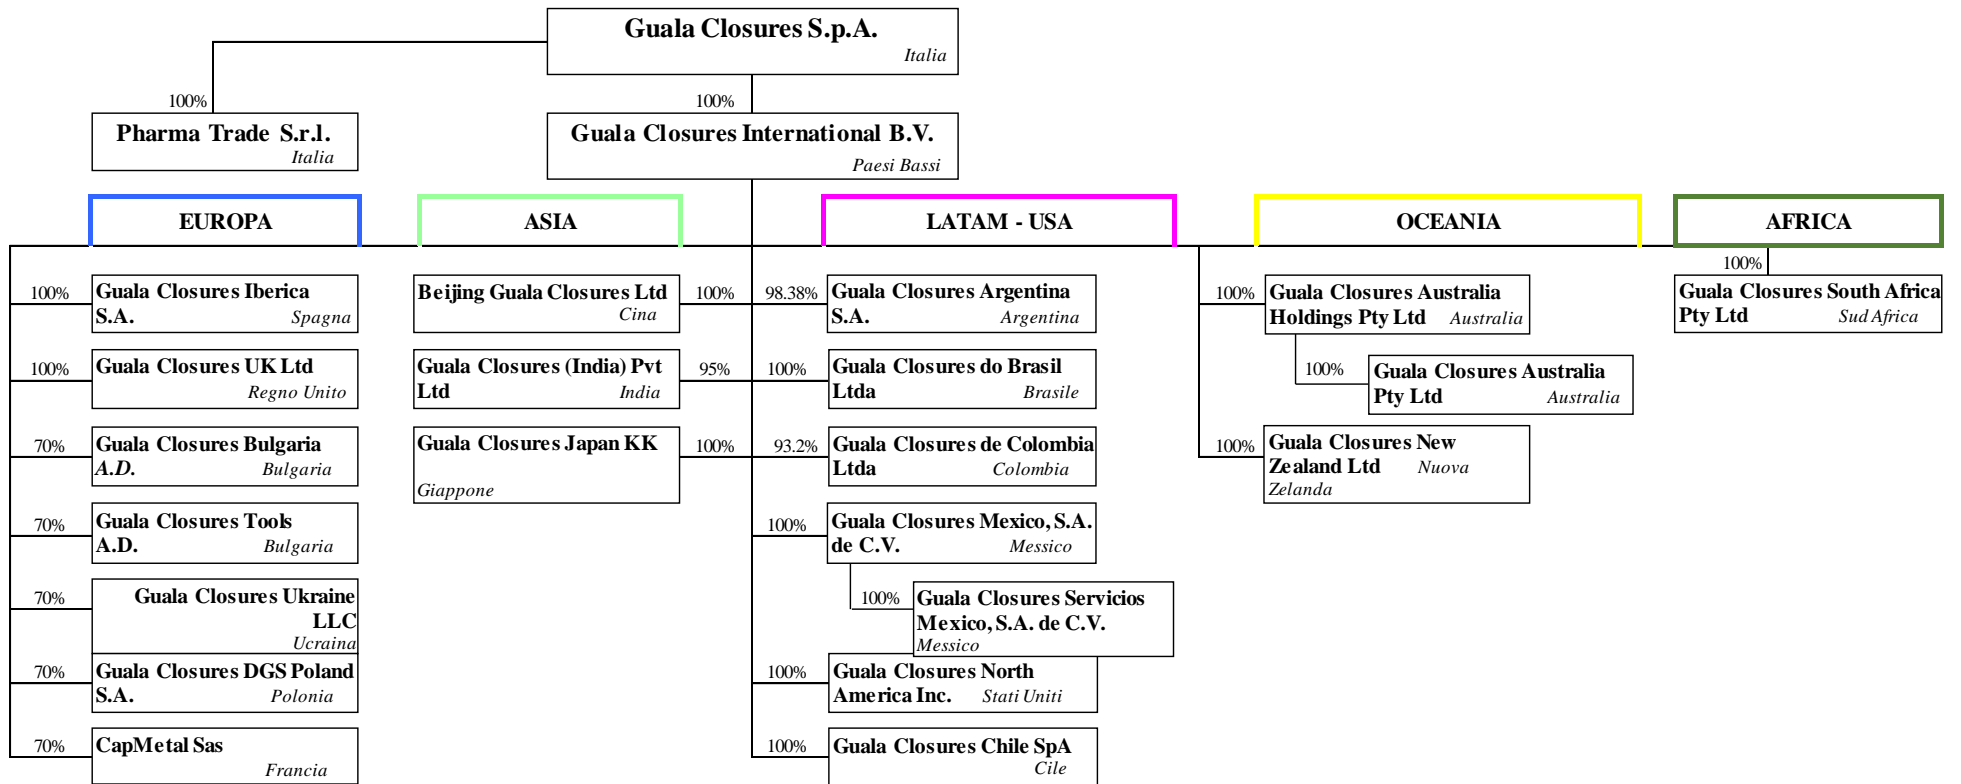 Guala Closures S.p.A.
Italia
100%
100%
Pharma Trade S.r.l.
Italia
Guala Closures International B.V.
Paesi Bassi
EUROPA
ASIA
LATAM - USA
OCEANIA
AFRICA
100%
Guala Closures Iberica
S.A. Spagna
100%
Guala Closures UK Ltd
Regno Unito
70%
Guala Closures Bulgaria
A.D. Bulgaria
70%
Guala Closures Tools
A.D. Bulgaria
70%
Guala Closures Ukraine
LLC
Ucraina
70%
Guala Closures DGS Poland
S.A. Polonia
70%
CapMetal Sas
Francia
Beijing Guala Closures Ltd
Cina
100%
Guala Closures (India) Pvt
Ltd India
95%
Guala Closures Japan KK
Giappone
100%
98.38%
Guala Closures Argentina
S.A. Argentina
100%
Guala Closures do Brasil
Ltda Brasile
93.2%
Guala Closures de Colombia
Ltda Colombia
100%
Guala Closures Mexico, S.A.
de C.V. Messico
100%
Guala Closures Servicios
Mexico, S.A. de C.V.
Messico
100%
Guala Closures North
America Inc. Stati Uniti
100%
Guala Closures Chile SpA
Cile
100%
Guala Closures Australia
Holdings Pty Ltd Australia
100%
Guala Closures Australia
Pty Ltd Australia
100%
Guala Closures New
Zealand Ltd Nuova
Zelanda
100%
Guala Closures South Africa
Pty Ltd Sud Africa